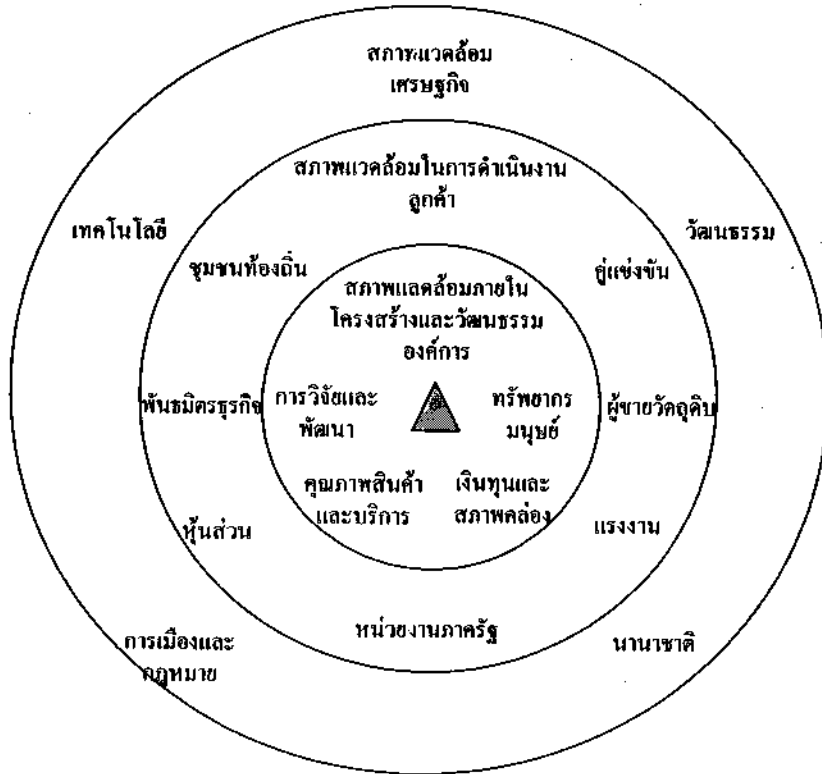 สภาพแวดล้อม
เศรษฐกิจ
สภาพแวดล้อมในการดำเนินงาน
ลูกค้า
เทคโนโลยี
วัฒนธรรม
ชุมชนท้องถิ่น
คู่แข่งขัน
สภาพแลดล้อมภายใน
โครงสร้างและวัฒนธรรม
องค์การ
พันธมิตรธุรกิจ
การวิจัยและ
พัฒนา
ทรัพยากร
มนุษย์
ผู้ขายวัตถุดิบ
คุณภาพสินค้า
และบริการ
เงินทุนและ
สภาพคล่อง
หุ้นส่วน
แรงงาน
หน่วยงานภาครัฐ
การเมืองและ
กฎหมาย
นานาชาติ